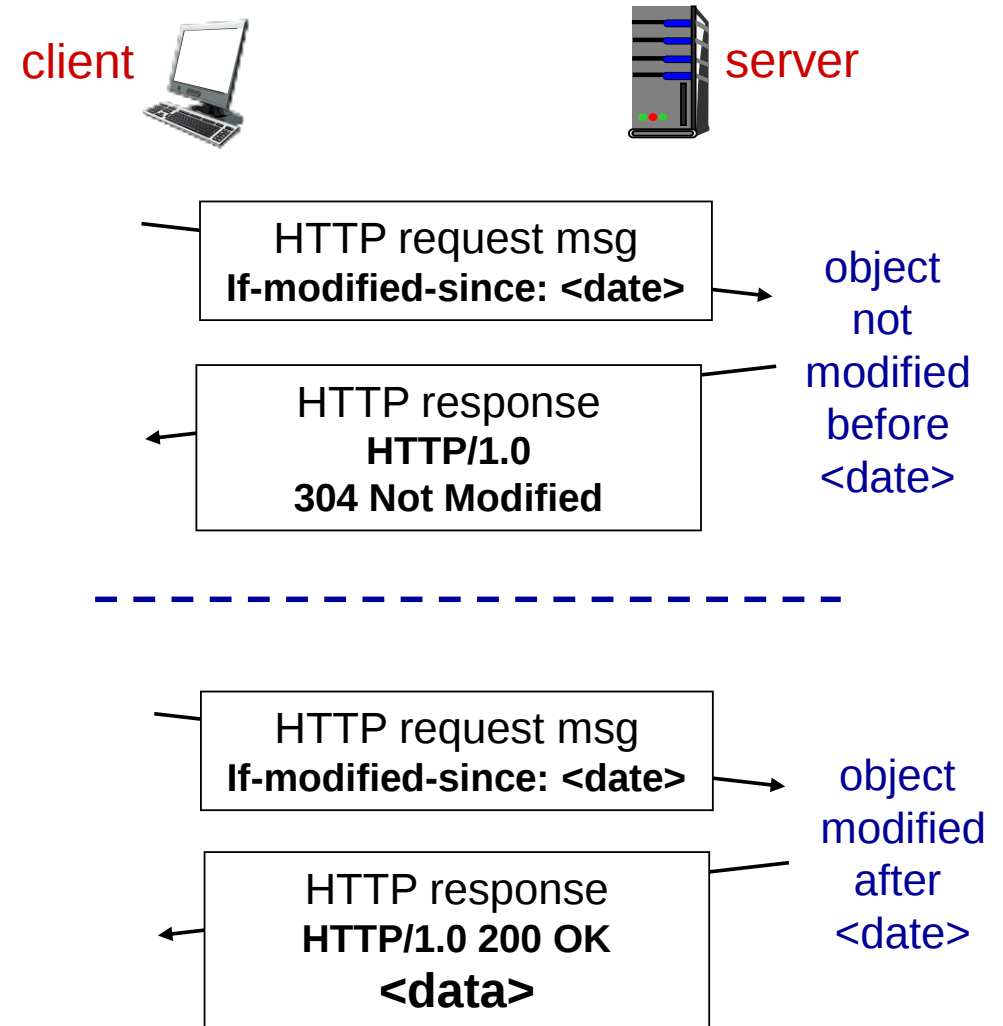 client
server
HTTP request msg
If-modified-since: <date>
object
not
modified
before
<date>
HTTP response
HTTP/1.0
304 Not Modified
HTTP request msg
If-modified-since: <date>
object
modified
after
<date>
HTTP response
HTTP/1.0 200 OK
<data>